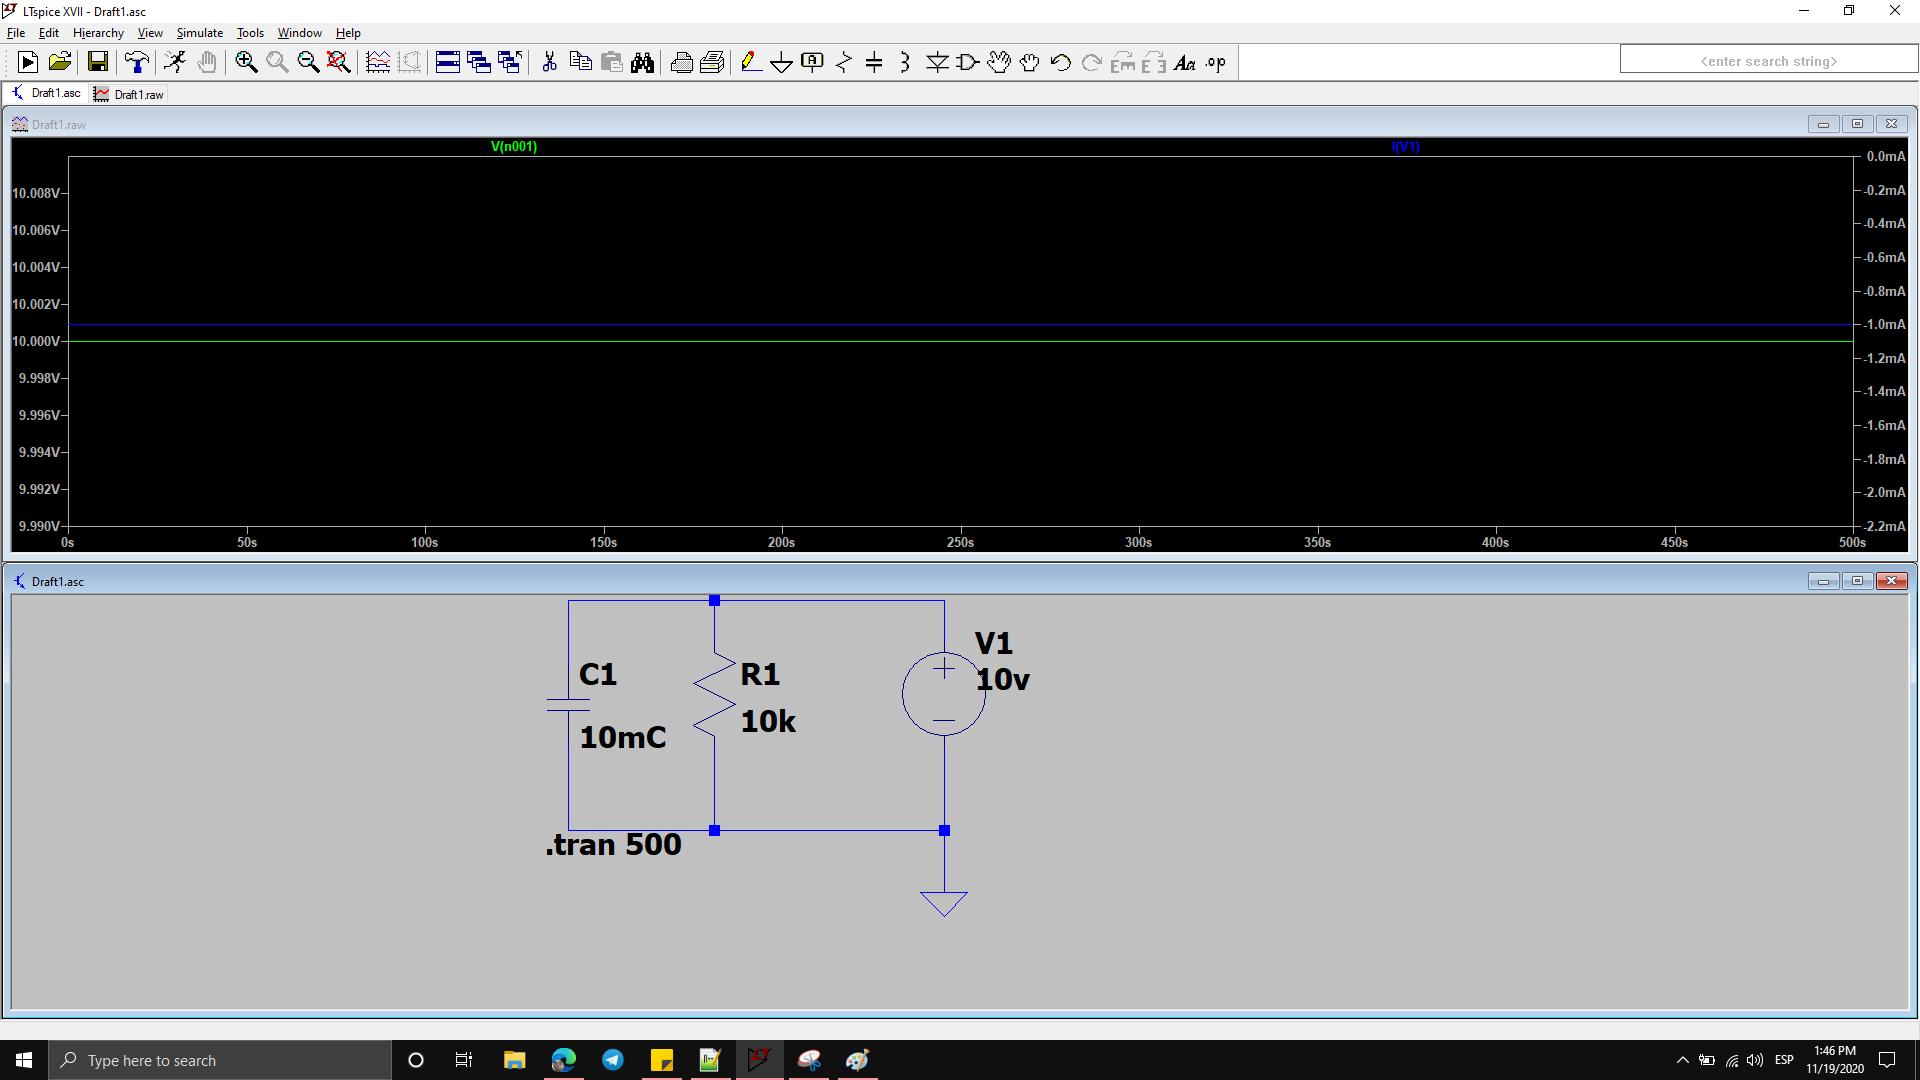 LTspice XVII - Draft1.asc
File Edit Hierarchy View Simulate Tools Window Help
.op
<enter search string>
Draft1.asc Draft1.raw
Draft1.raw
V(n001) I(V1)
10.008V
10.006V
10.004V
10.002V
10.000V
9.998V
9.996V
9.994V
9.992V
9.990V
0.0mA
-0.2mA
-0.4mA
-0.6mA
-0.8mA
-1.0mA
-1.2mA
-1.4mA
-1.6mA
-1.8mA
-2.0mA
-2.2mA
0s 50s 100s 150s 200s 250s 300s 350s 400s 450s 500s
Draft1.asc
C1
10mC
R1
10k
V1
10v
.tran 500
Type here to search
ESP
1:46 PM
11/19/2020